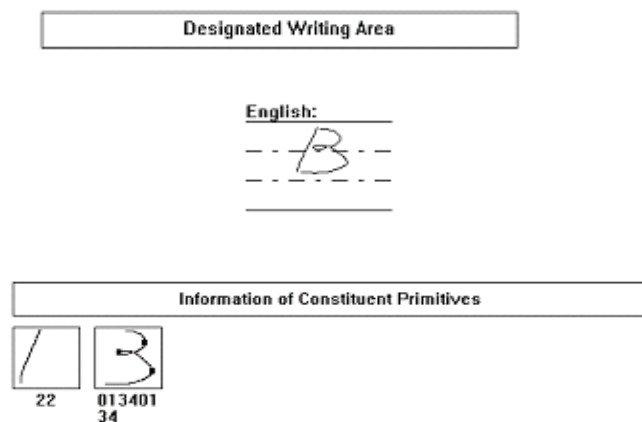 Designated Writing Area
English:
B
Information of Constituent Primitives
22 013401
34